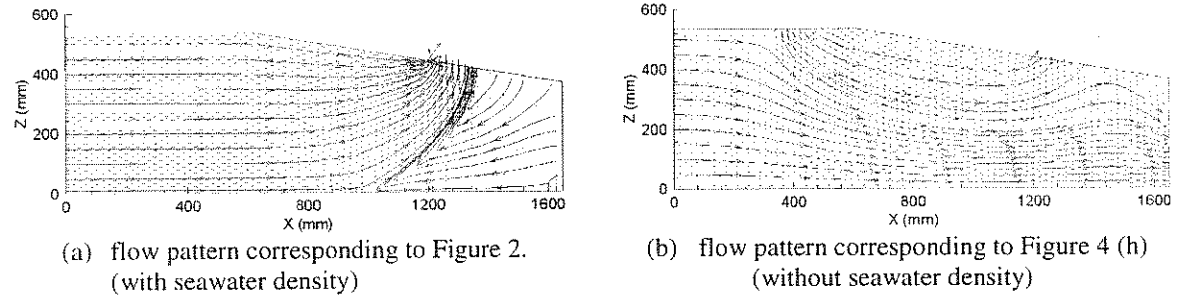 600
400
200
0
Z (mm)
0
400
800
1200
1600
X (mm)
(a) flow pattern corresponding to Figure 2.
(with seawater density)
600
400
200
0
Z (mm)
0
400
800
1200
1600
X (mm)
(b) flow pattern corresponding to Figure 4 (h)
(without seawater density)